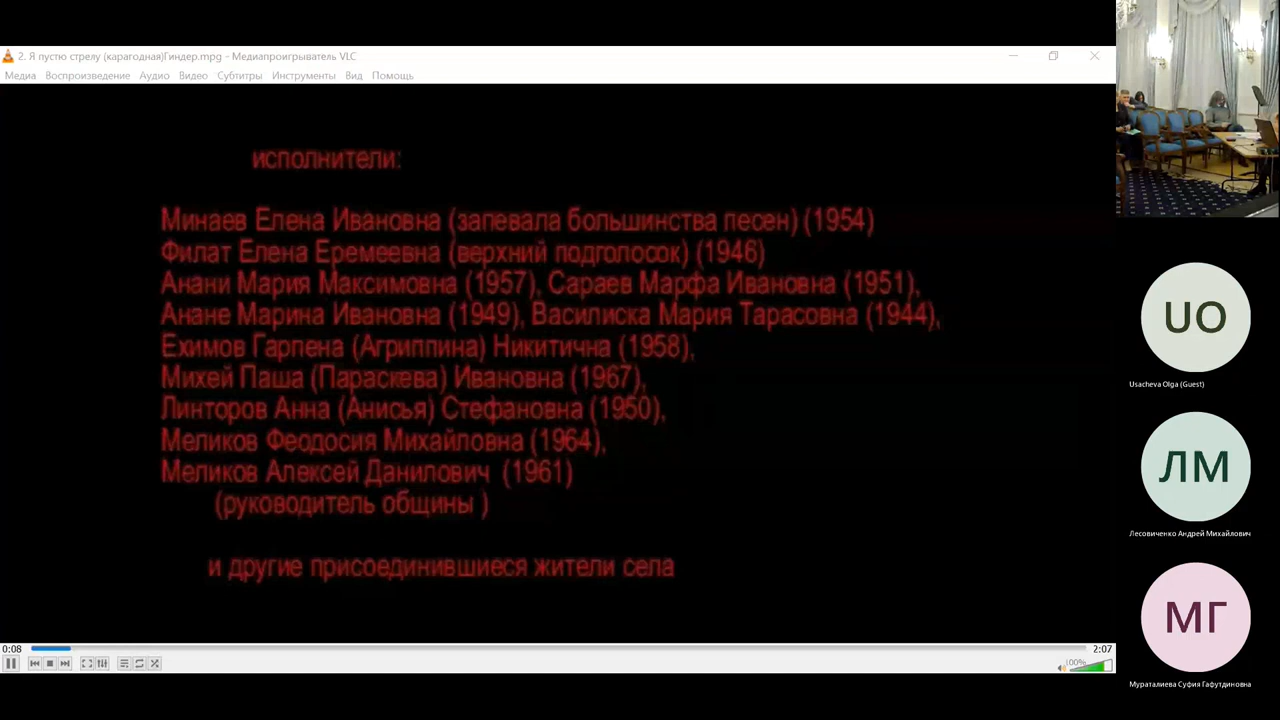 2. Я пустю стрелу (карагодная)Гиндер.mpg - Медиапроигрыватель VLC
Медиа Воспроизведение Аудио Видео Субтитры Инструменты Вид Помощь
исполнители:
Минаев Елена Ивановна (запевала большинства песен) (1954)
Филат Елена Еремеевна (верхний подголосок) (1946)
Анани Мария Максимовна (1957), Сараев Марфа Ивановна (1951),
Анане Марина Ивановна (1949), Василиска Мария Тарасовна (1944),
Ехимов Гарпена (Агриппина) Никитична (1958),
Михей Паша (Параскева) Ивановна (1967),
Линторов Анна (Анисья) Стефановна (1950),
Меликов Феодосия Михайловна (1964),
Меликов Алексей Данилович (1961)
(руководитель общины )
и другие присоединившиеся жители села
0:08
2:07
100%
UO
Usacheva Olga (Guest)
ЛМ
Лесовиченко Андрей Михайлович
МГ
Мураталиева Суфия Гафутдиновна